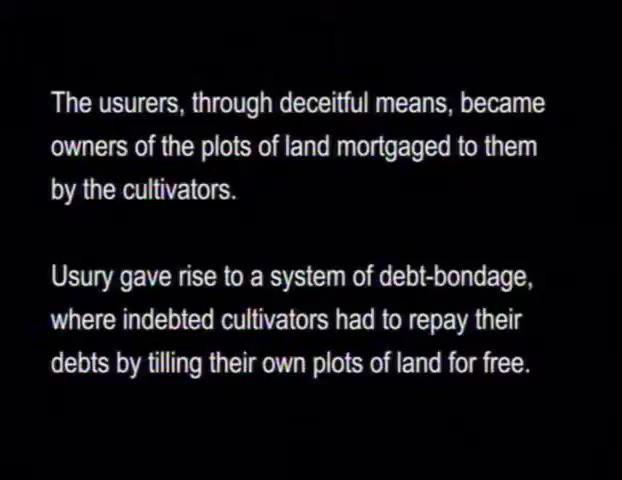 The usurers, through deceitful means, became
owners of the plots of land mortgaged to them
by the cultivators.
Usury gave rise to a system of debt-bondage,
where indebted cultivators had to repay their
debts by tilling their own plots of land for free.